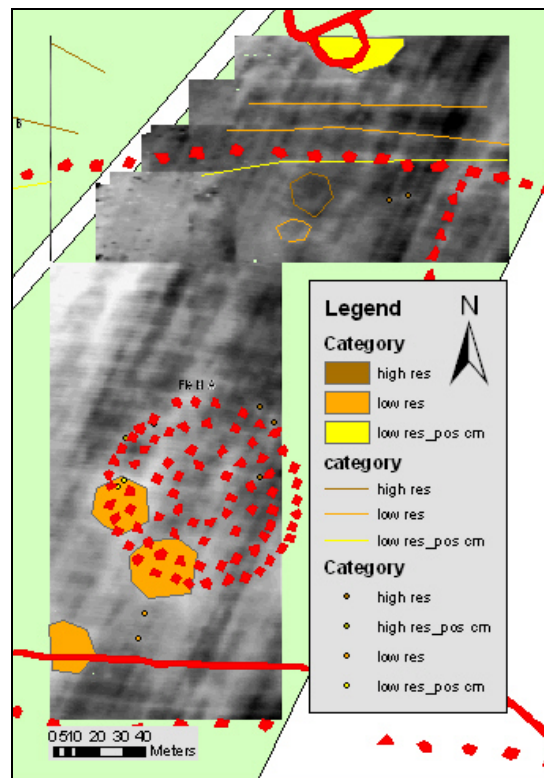 B
Field A
Legend
N
Category
high res
low res
low res_pos cm
category
high res
low res
low res_pos cm
Category
high res
high res_pos cm
low res
low res_pos cm
0 5 10 20 30 40
Meters